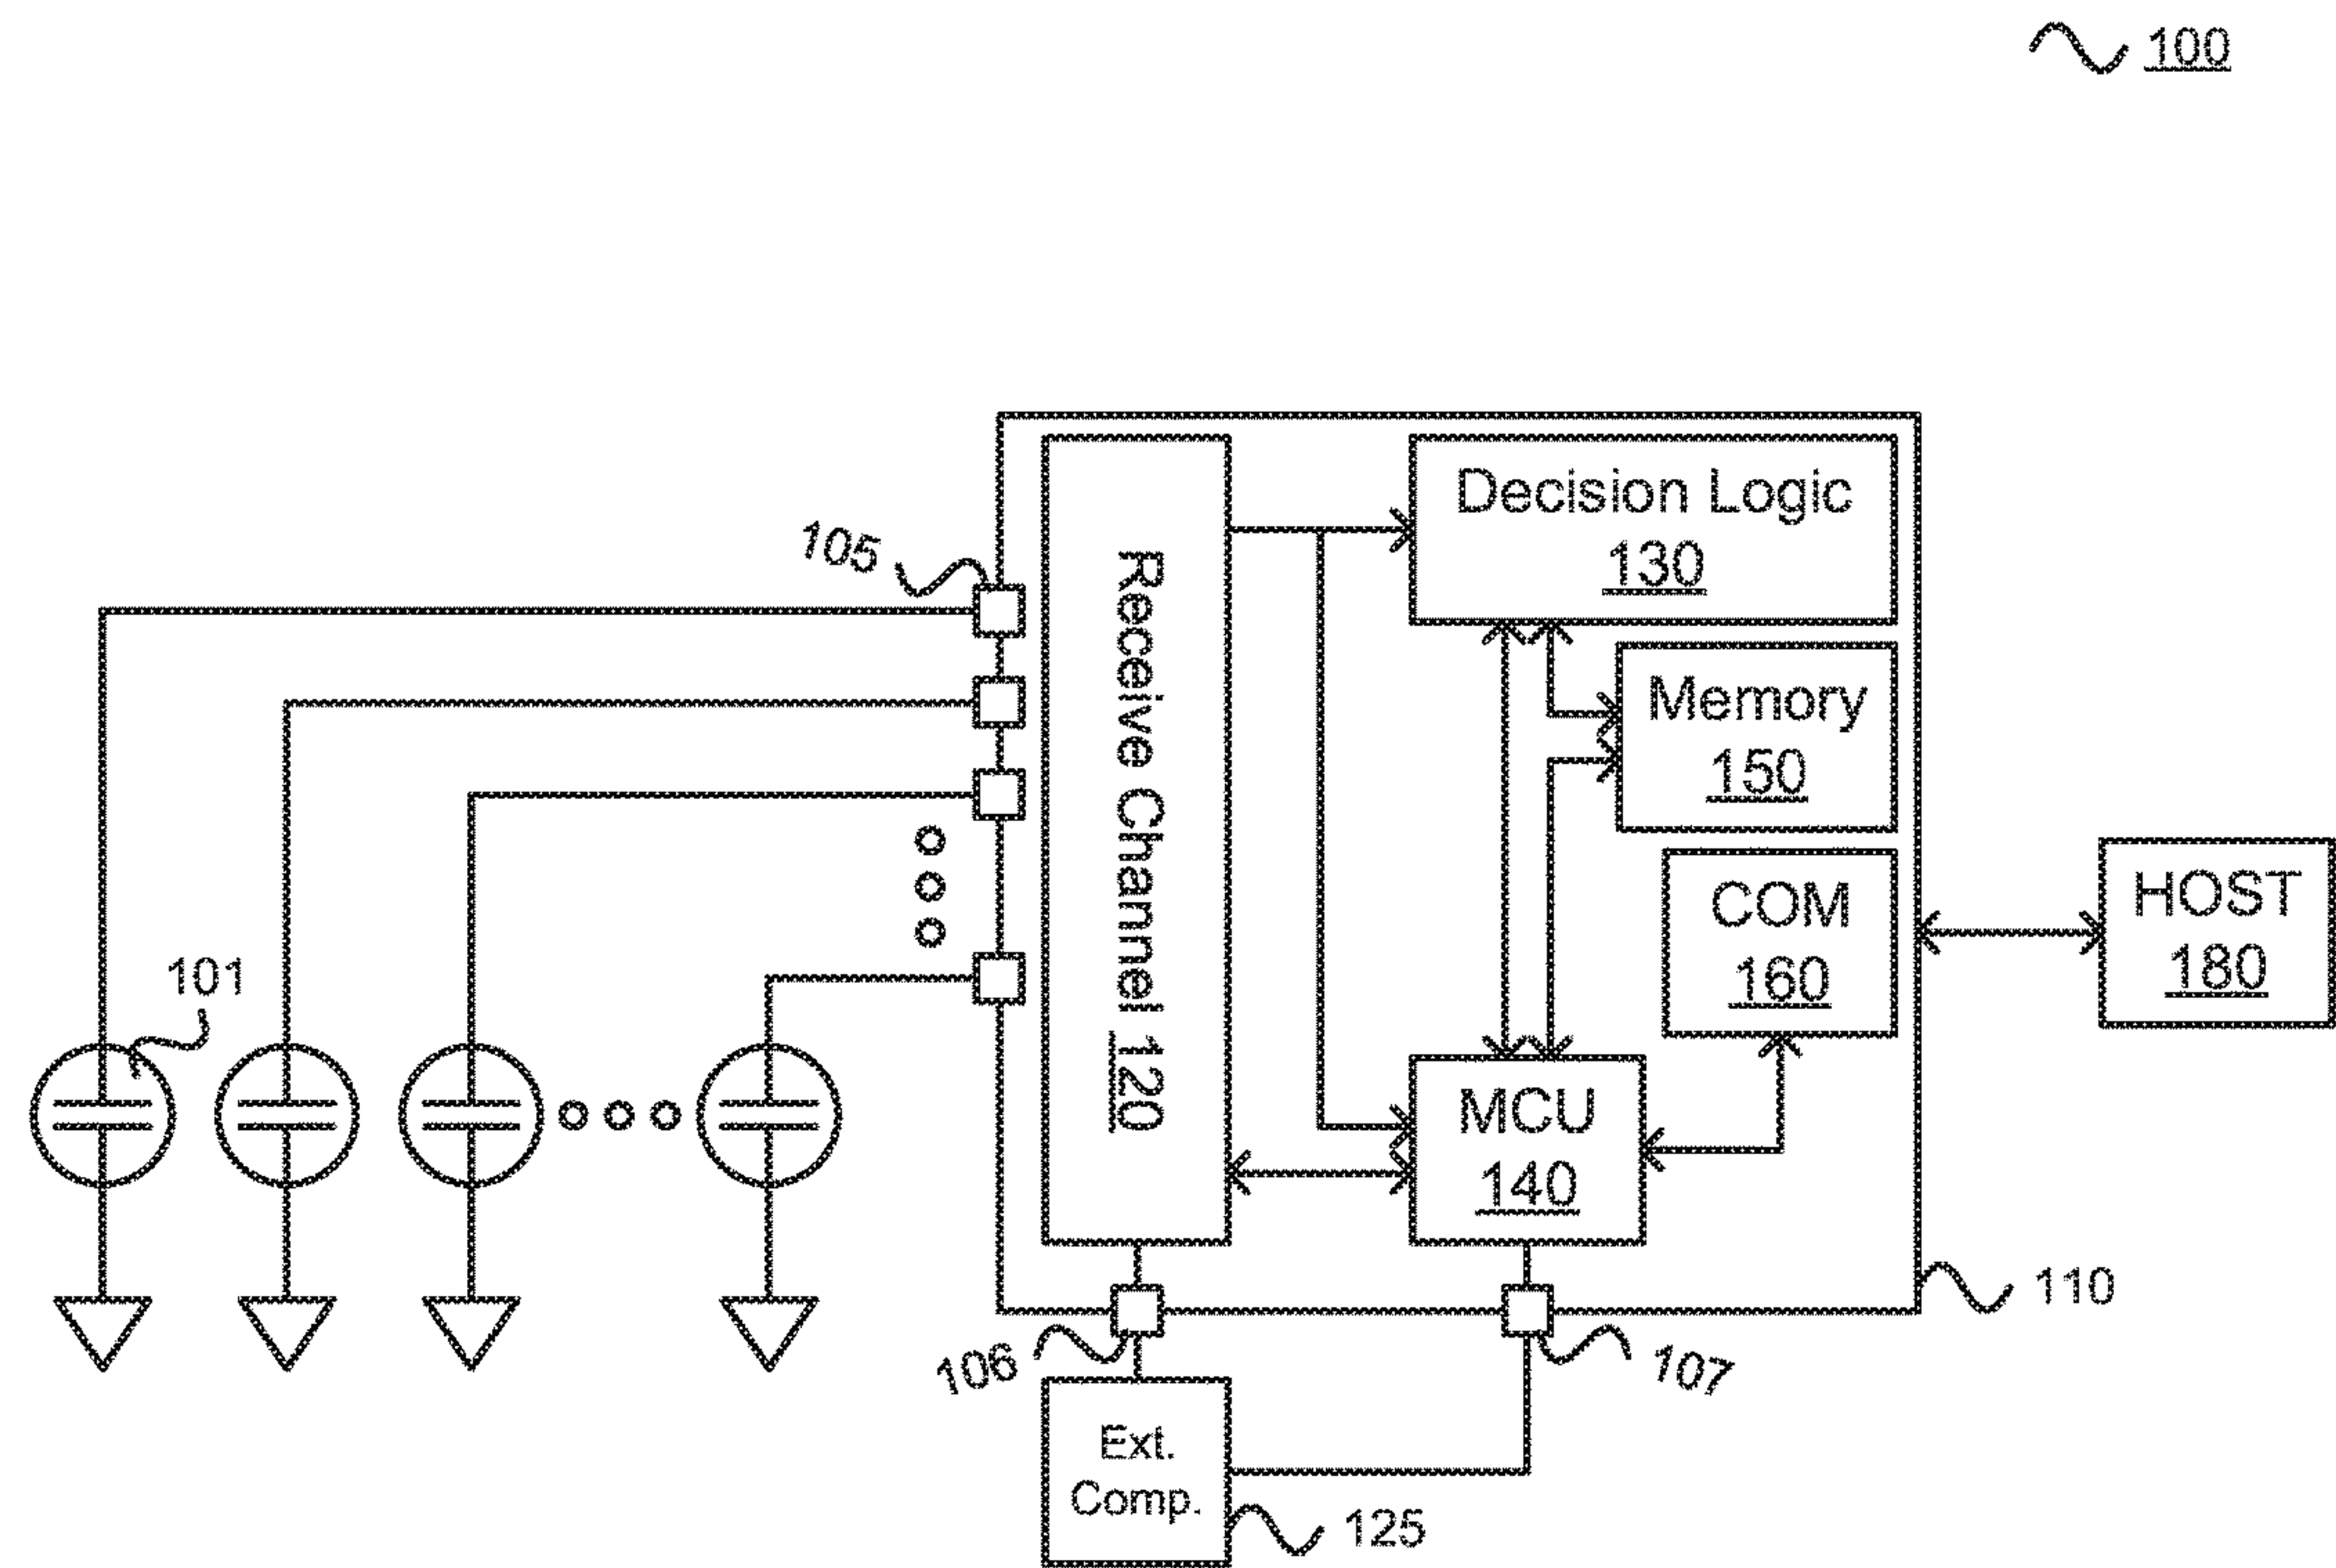 100
105
Receive Channel 120
Decision Logic
130
Memory
150
COM
160
HOST
180
101
MCU
140
110
106
107
Ext.
Comp.
125